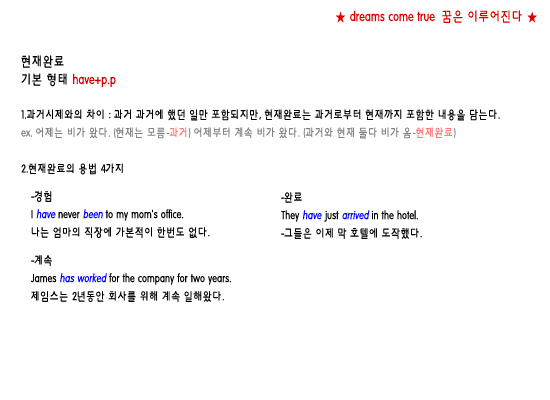 ★ dreams come true 꿈은 이루어진다 ★
현재완료
기본 형태 have+p.p
1.과거시제와의 차이 : 과거 과거에 했던 일만 포함되지만, 현재완료는 과거로부터 현재까지 포함한 내용을 담는다.
ex. 어제는 비가 왔다. (현재는 모름-과거) 어제부터 계속 비가 왔다. (과거와 현재 둘다 비가 옴-현재완료)
2.현재완료의 용법 4가지
-경험
I have never been to my mom's office.
나는 엄마의 직장에 가본적이 한번도 없다.
-완료
They have just arrived in the hotel.
-그들은 이제 막 호텔에 도착했다.
-계속
James has worked for the company for two years.
제임스는 2년동안 회사를 위해 계속 일해왔다.